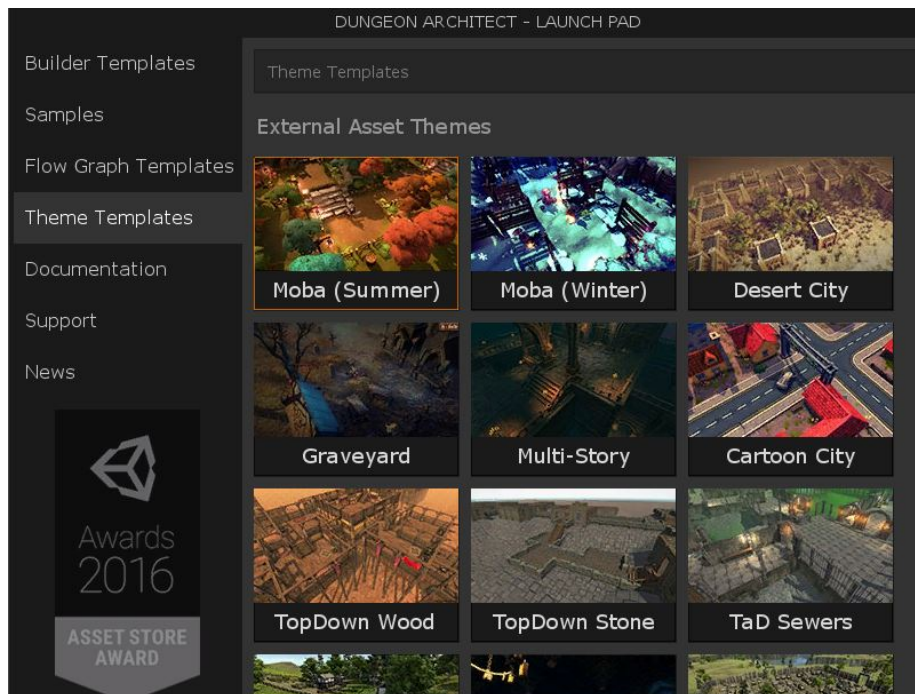 DUNGEON ARCHITECT - LAUNCH PAD
Builder Templates
Samples
Flow Graph Templates
Theme Templates
Documentation
Support
News
Awards
2016
ASSET STORE
AWARD
Theme Templates
External Asset Themes
Moba (Summer)
Moba (Winter)
Desert City
Graveyard
Multi-Story
Cartoon City
TopDown Wood
TopDown Stone
TaD Sewers